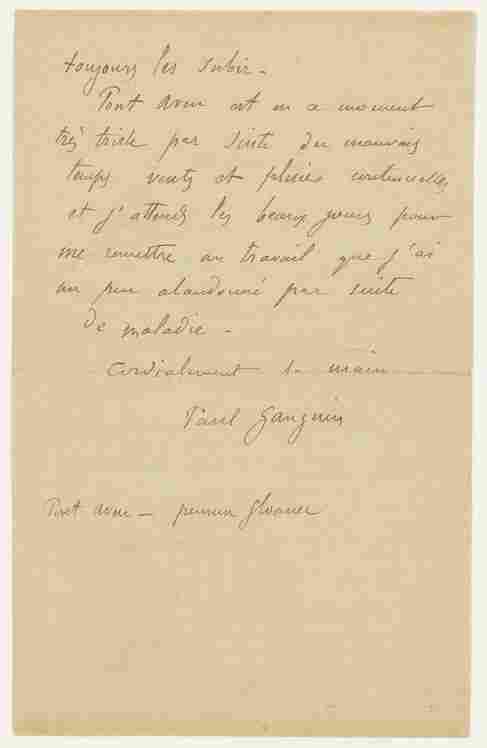 toujours les subir -
Pont aven est en ce moment
très triste par suite du mauvais
temps vents et pluies continuelles
et j'attends les beaux jours pour
me remettre au travail que j'ai
un peu abandonné par suite
de maladie -
Cordialement la main
Paul Gauguin
Pont aven - pension gloanec